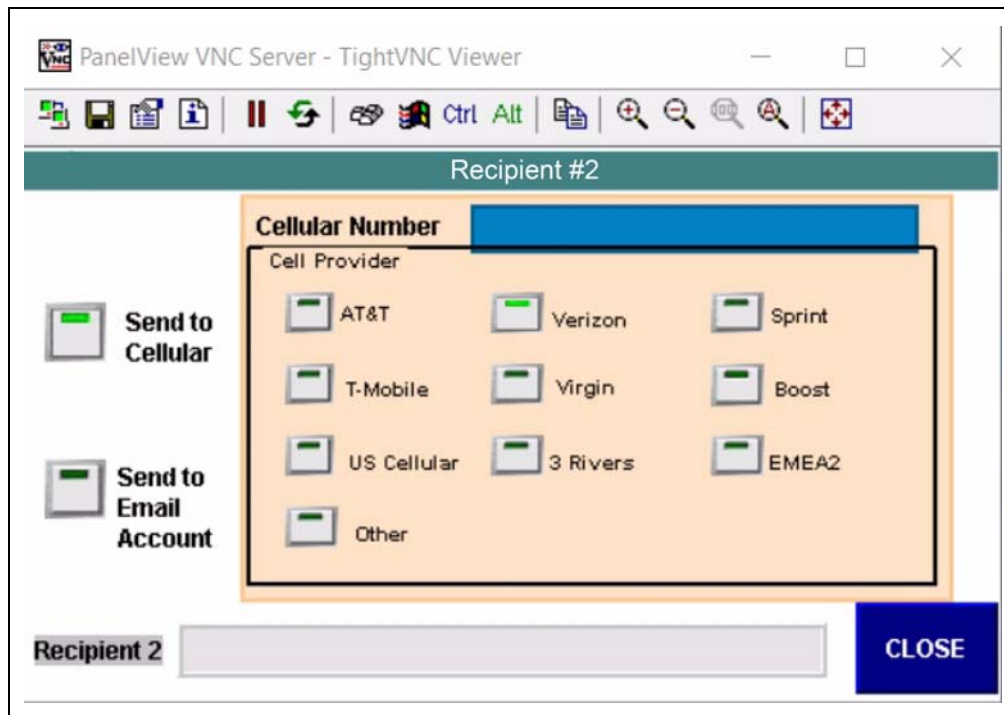 PanelView VNC Server - TightVNC Viewer
Ctrl Alt
Recipient #2
Cellular Number
Cell Provider
AT&T Verizon Sprint
Send to
Cellular
T-Mobile Virgin Boost
US Cellular 3 Rivers EMEA2
Send to
Email
Account
Other
Recipient 2
CLOSE